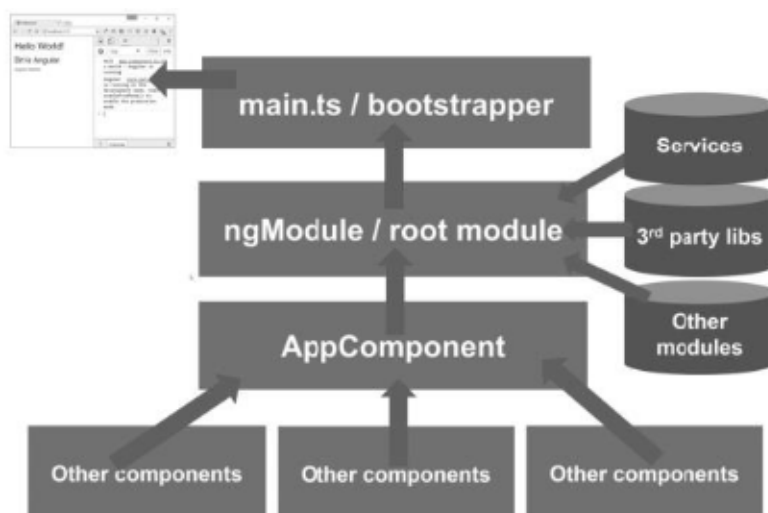 Hello World!
main.ts / bootstrapper
Services
ngModule / root module
3rd party libs
AppComponent
Other
modules
Other components
Other components
Other components